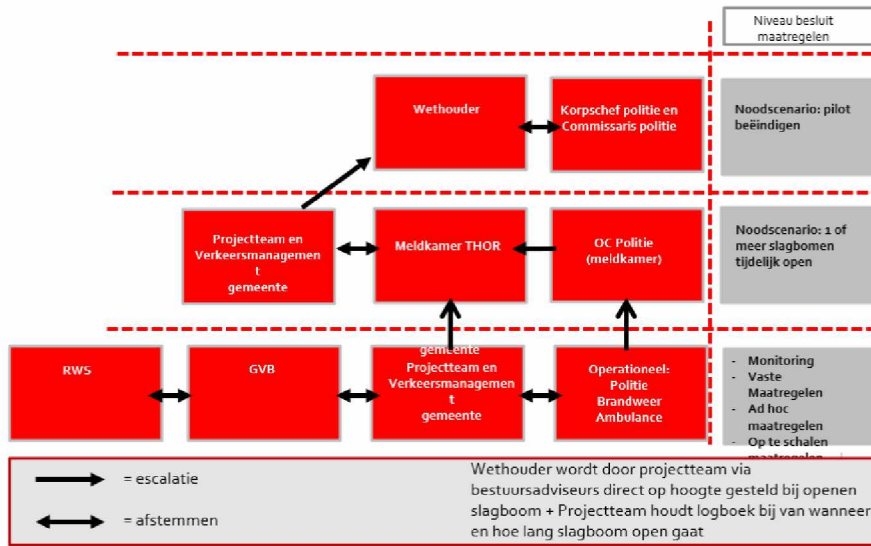 Niveau besluit
maatregelen
Wethouder
Korpschef politie en
Commissaris politie
Noodscenario: pilot
beëindigen
Projectteam en
Verkeersmanagemen
t
gemeente
Meldkamer THOR
OC Politie
(meldkamer)
Noodscenario: 1 of
meer slagbomen
tijdelijk open
RWS
GVB
gemeente
Projectteam en
Verkeersmanagemen
t
gemeente
Operationeel:
Politie
Brandweer
Ambulance
- Monitoring
- Vaste
Maatregelen
- Ad hoc
maatregelen
- Op te schalen
maatregelen
= escalatie
= afstemmen
Wethouder wordt door projectteam via
bestuursadviseurs direct op hoogte gesteld bij openen
slagboom + Projectteam houdt logboek bij van wanneer
en hoe lang slagboom open gaat